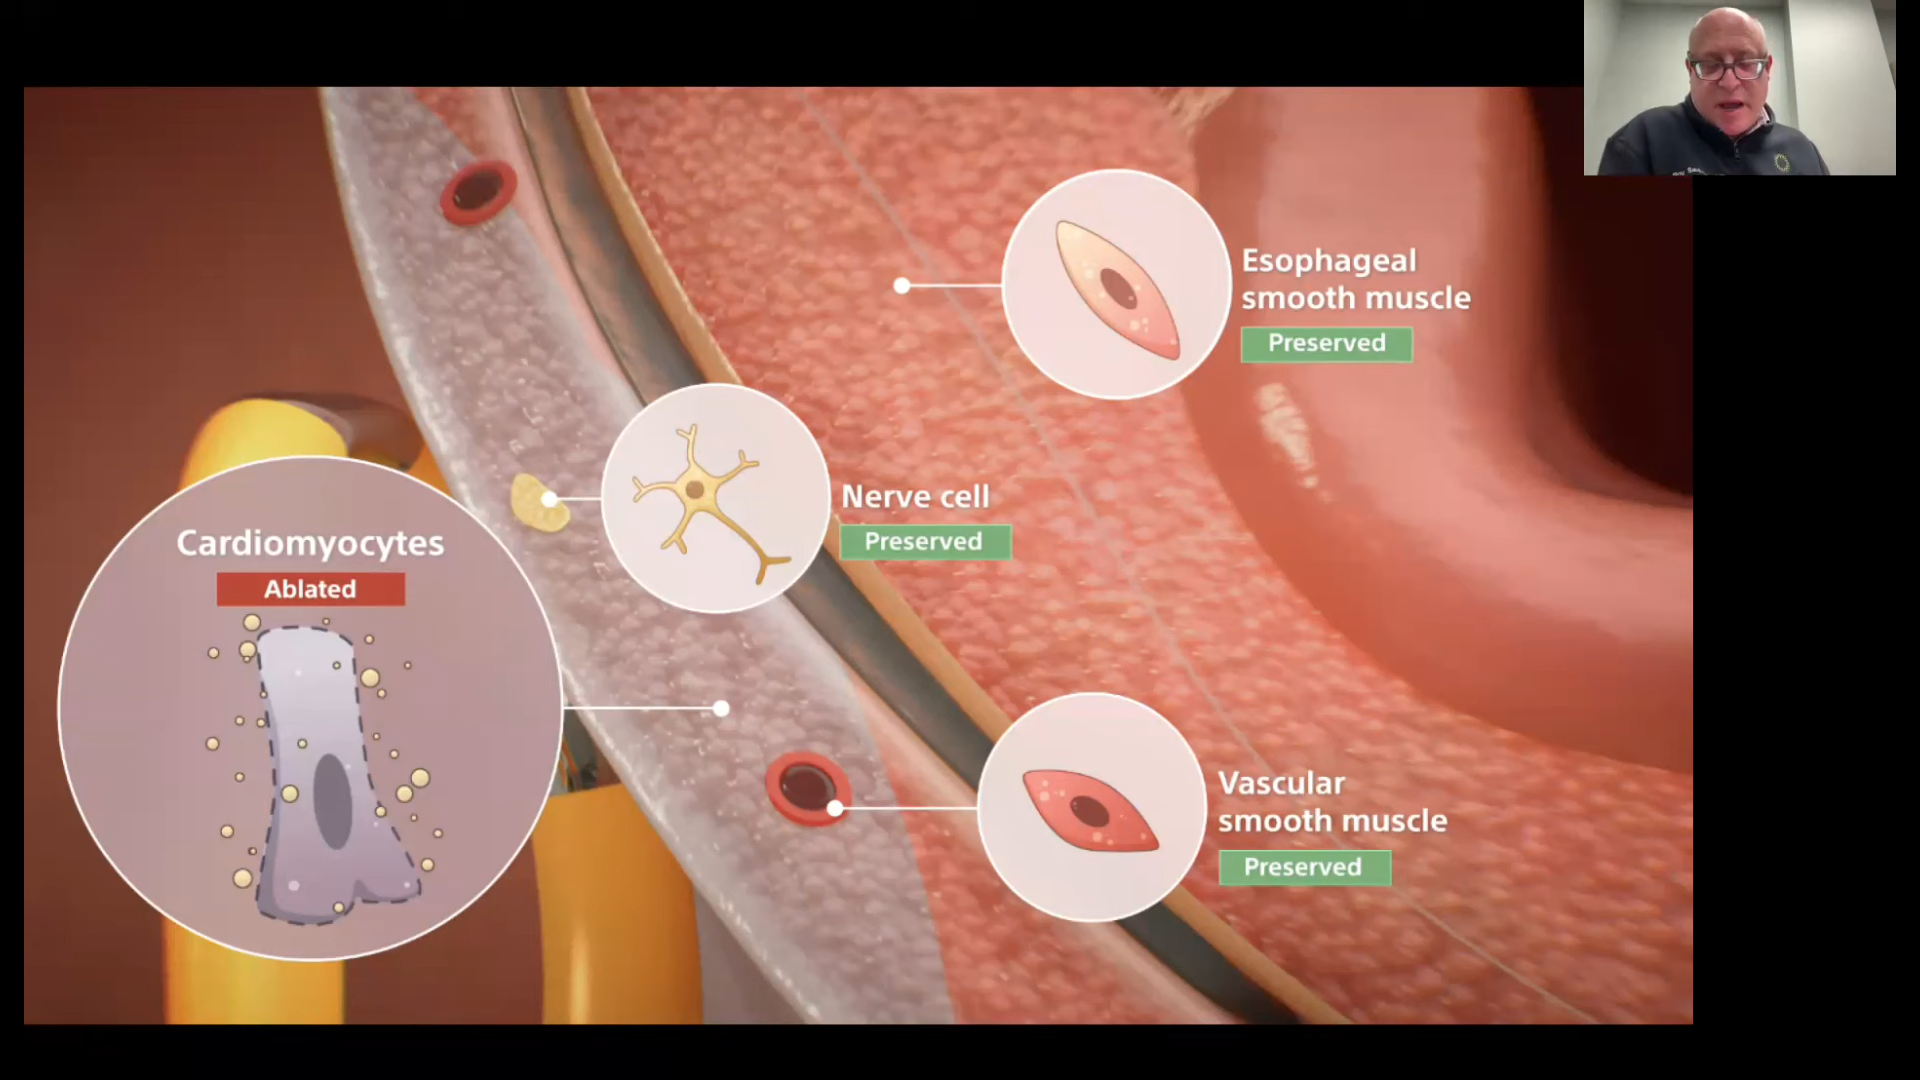 Esophageal
smooth muscle
Preserved
Nerve cell
Preserved
Cardiomyocytes
Ablated
Vascular
smooth muscle
Preserved